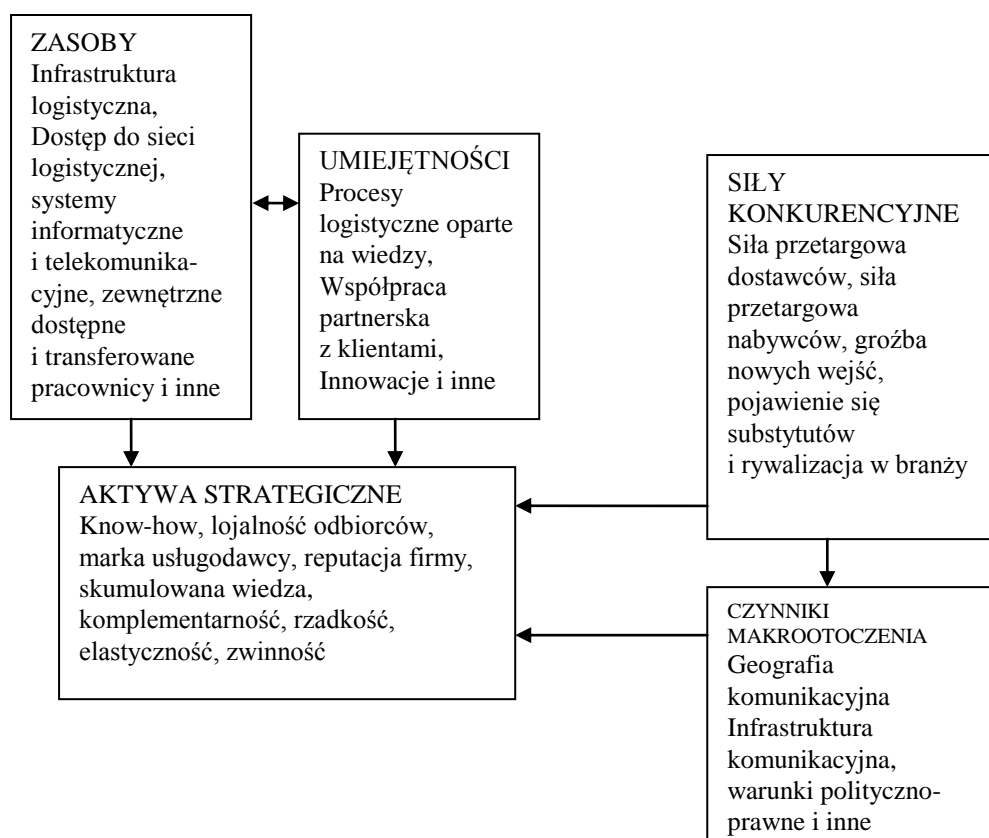 ZASOBY
Infrastruktura
logistyczna,
Dostęp do sieci
logistycznej,
systemy
informatyczne
i telekomunika-
cyjne, zewnętrzne
dostępne
i transferowane
pracownicy i inne
UMIEJĘTNOŚCI
Procesy
logistyczne oparte
na wiedzy,
Współpraca
partnerska
z klientami,
Innowacje i inne
SIŁY
KONKURENCYJNE
Siła przetargowa
dostawców, siła
przetargowa
nabywców, groźba
nowych wejść,
pojawienie się
substytutów
i rywalizacja w branży
AKTYWA STRATEGICZNE
Know-how, lojalność odbiorców,
marka usługodawcy, reputacja firmy,
skumulowana wiedza,
komplementarność, rzadkość,
elastyczność, zwinność
CZYNNIKI
MAKROOTOCZENIA
Geografia
komunikacyjna
Infrastruktura
komunikacyjna,
warunki polityczno-
prawne i inne